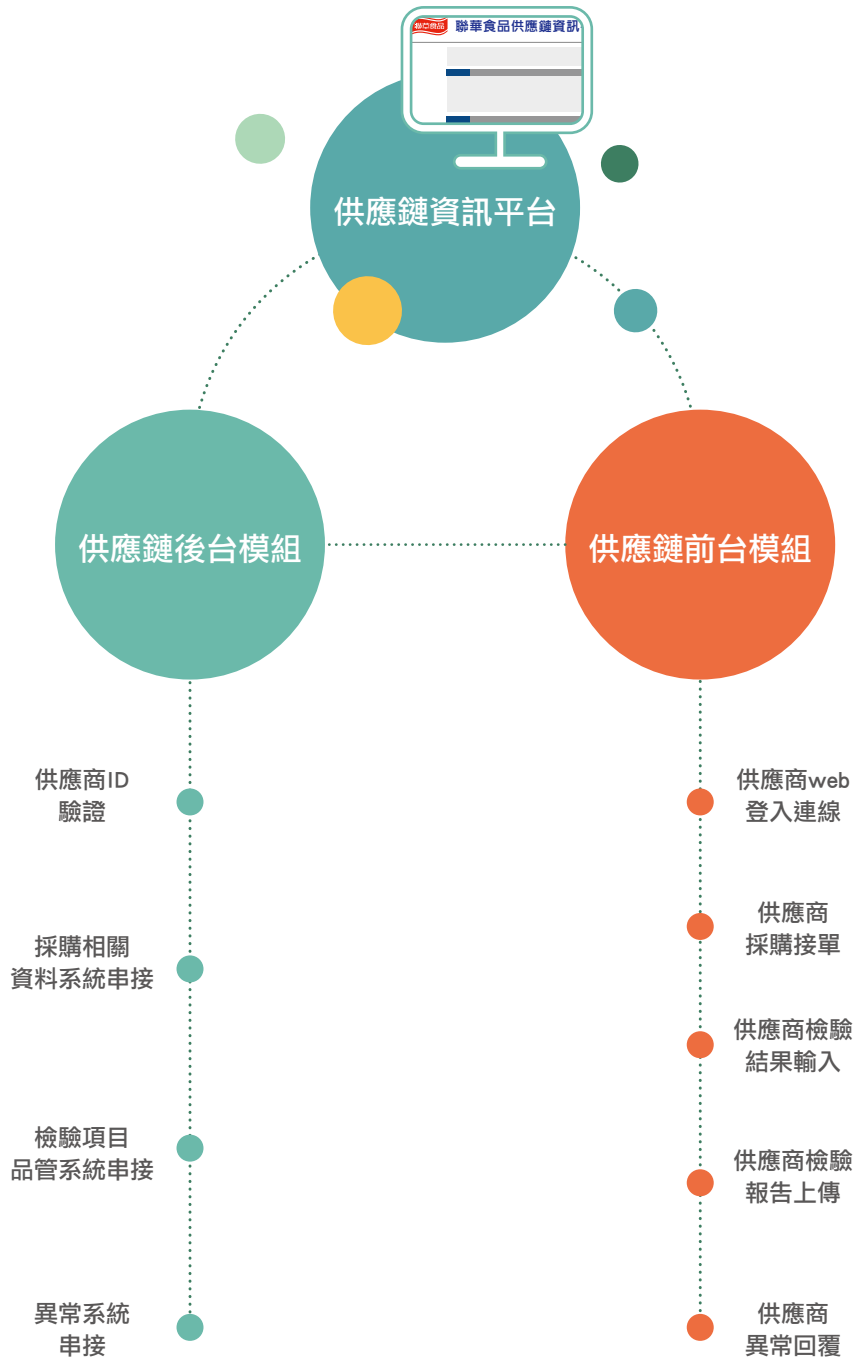 聯華食品
聯華食品供應鏈資訊
供應鏈資訊平台
供應鏈後台模組
供應鏈前台模組
供應商ID
驗證
採購相關
資料系統串接
檢驗項目
品管系統串接
異常系統
串接
供應商web
登入連線
供應商
採購接單
供應商檢驗
結果輸入
供應商檢驗
報告上傳
供應商
異常回覆